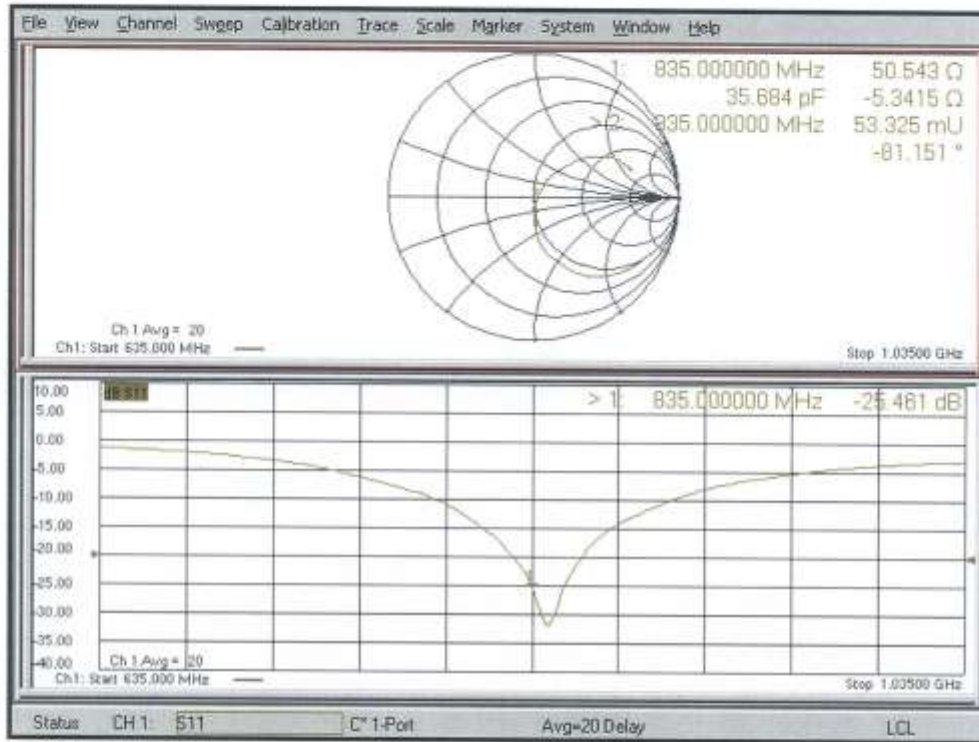 File View Channel Sweep Calibration Trace Scale Marker System Window Help
1: 835.000000 MHz 50.543 Ω
35.684 pF -5.3415 Ω
> 2: 835.000000 MHz 53.325 mU
-81.151 °
Ch 1 Avg = 20
Ch1: Start 635.000 MHz
Stop 1.03500 GHz
10.00 dB S11 > 1: 835.000000 MHz -25.461 dB
5.00
0.00
-5.00
-10.00
-15.00
-20.00
-25.00
-30.00
-35.00
-40.00
Ch 1 Avg = 20
Ch1: Start 635.000 MHz
Stop 1.03500 GHz
Status CH 1: S11 C* 1-Port Avg=20 Delay LCL